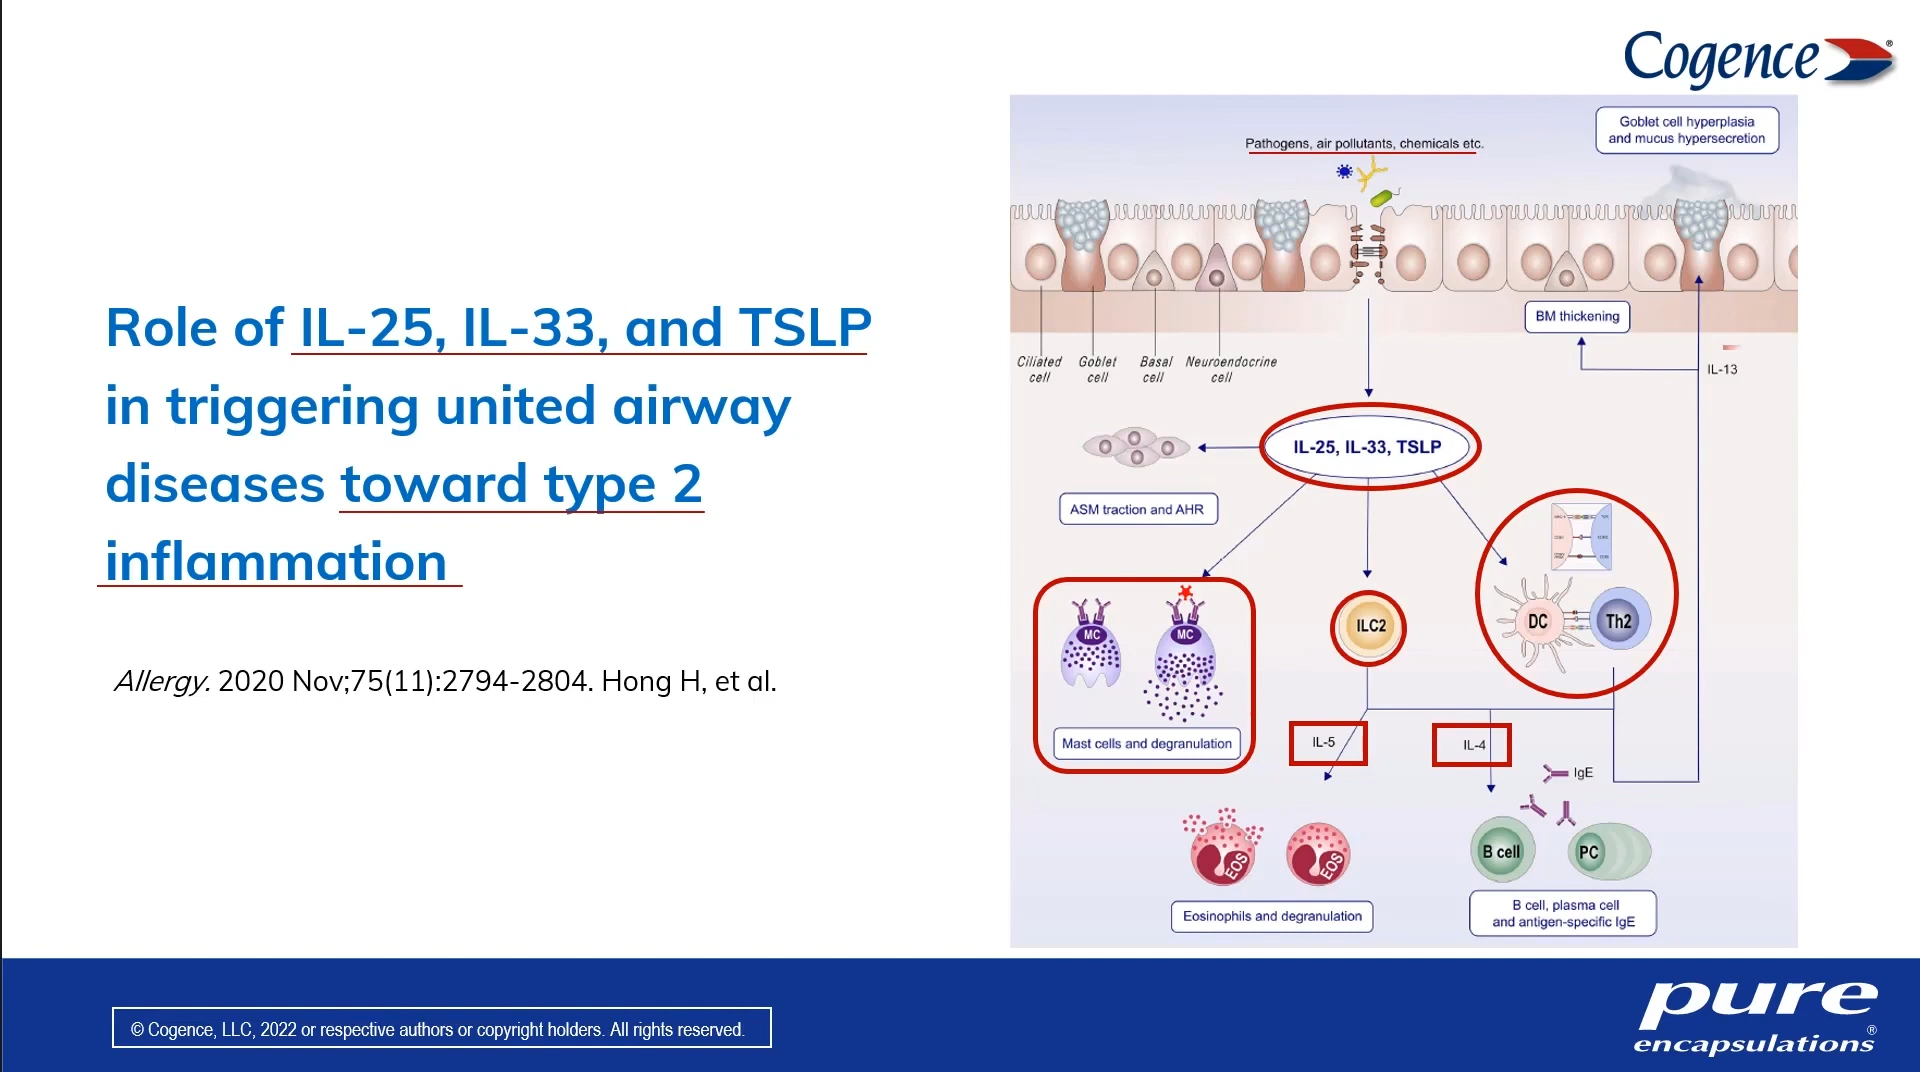 Cogence®
Role of IL-25, IL-33, and TSLP
in triggering united airway
diseases toward type 2
inflammation
Allergy. 2020 Nov;75(11):2794-2804. Hong H, et al.
Goblet cell hyperplasia
and mucus hypersecretion
Pathogens, air pollutants, chemicals etc.
BM thickening
Ciliated cell
Goblet cell
Basal cell
Neuroendocrine cell
IL-13
IL-25, IL-33, TSLP
ASM traction and AHR
MC
MC
Mast cells and degranulation
ILC2
DC
Th2
IL-5
IL-4
IgE
EOS
EOS
Eosinophils and degranulation
B cell
PC
B cell, plasma cell
and antigen-specific IgE
© Cogence, LLC, 2022 or respective authors or copyright holders. All rights reserved.
pure
encapsulations®